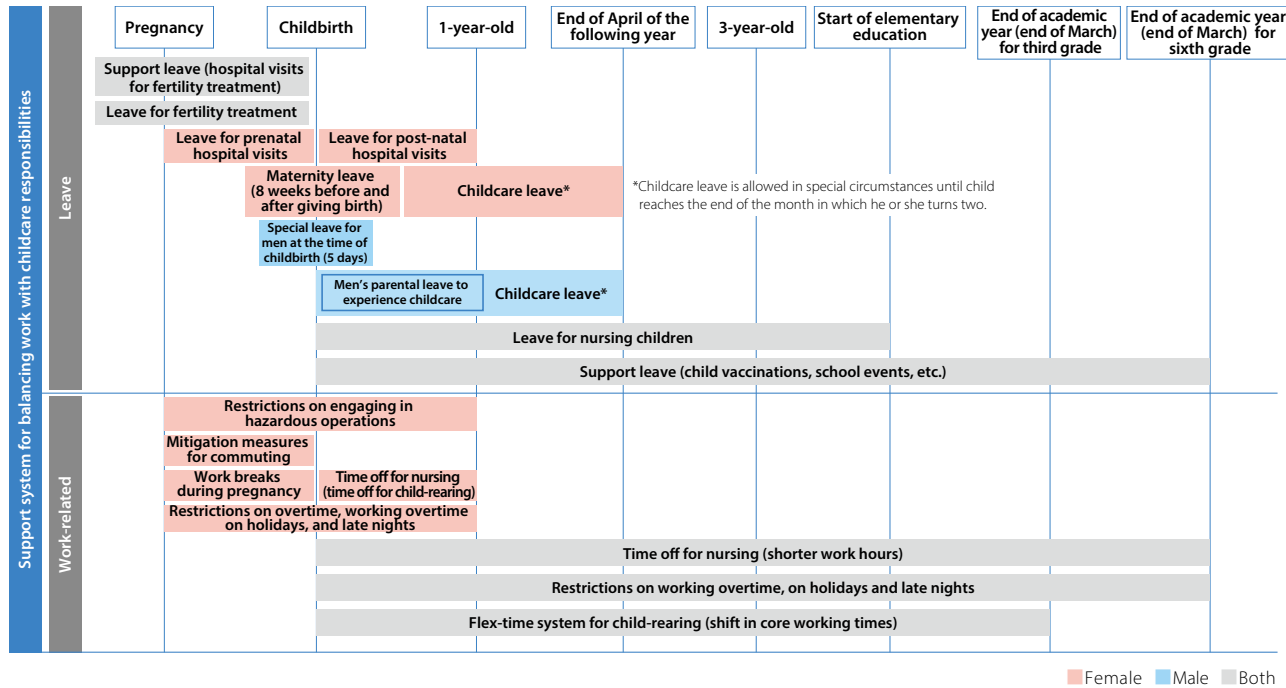 Support system for balancing work with childcare responsibilities
Pregnancy
Childbirth
1-year-old
End of April of the
following year
3-year-old
Start of elementary
education
End of academic
year (end of March)
for third grade
End of academic year
(end of March) for
sixth grade
Leave
Support leave (hospital visits
for fertility treatment)
Leave for fertility treatment
Leave for prenatal
hospital visits
Leave for post-natal
hospital visits
Maternity leave
(8 weeks before and
after giving birth)
Childcare leave*
*Childcare leave is allowed in special circumstances until child
reaches the end of the month in which he or she turns two.
Special leave for
men at the time of
childbirth (5 days)
Men's parental leave to
experience childcare
Childcare leave*
Leave for nursing children
Support leave (child vaccinations, school events, etc.)
Work-related
Restrictions on engaging in
hazardous operations
Mitigation measures
for commuting
Work breaks
during pregnancy
Time off for nursing
(time off for child-rearing)
Restrictions on overtime, working overtime
on holidays, and late nights
Time off for nursing (shorter work hours)
Restrictions on working overtime, on holidays and late nights
Flex-time system for child-rearing (shift in core working times)
Female
Male
Both